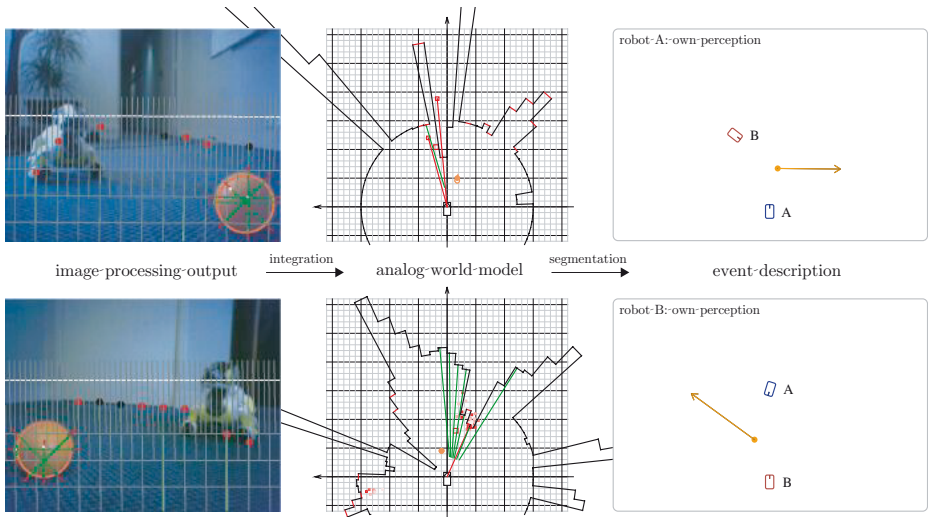 robot-A:-own-perception
B
A
image-processing-output
integration
analog-world-model
segmentation
event-description
robot-B:-own-perception
A
B